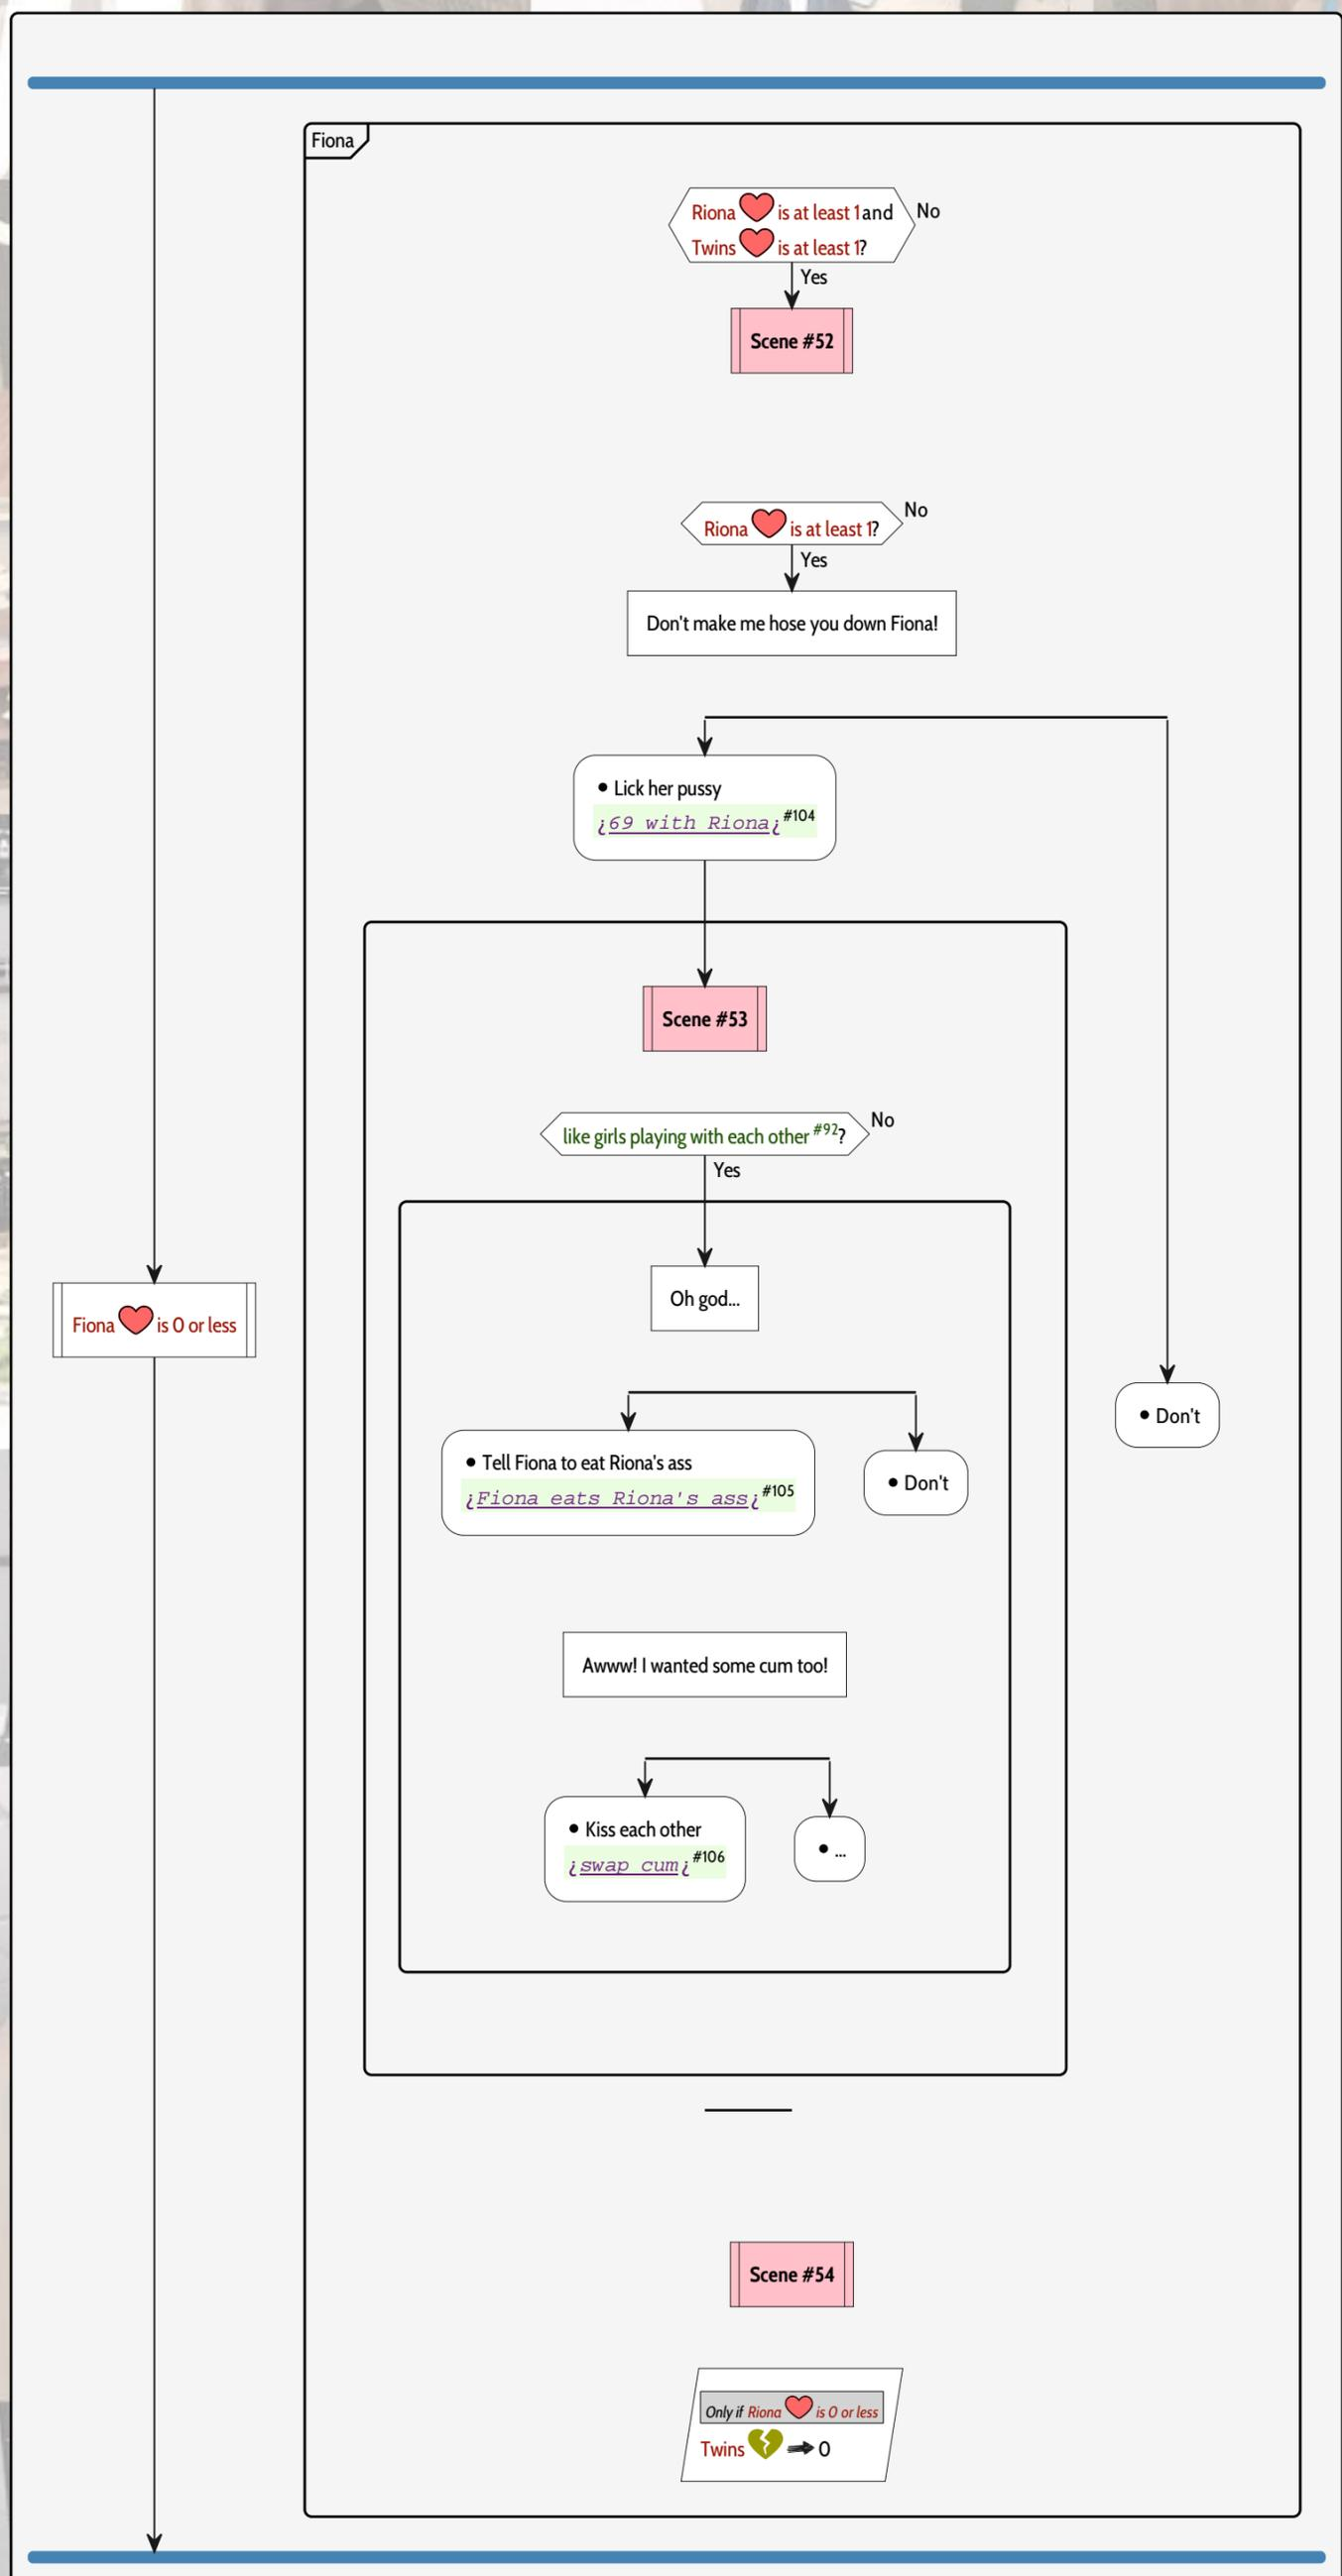 Fiona
Riona ❤ is at least 1 and
Twins ❤ is at least 1?
No
Yes
Scene #52
Riona ❤ is at least 1?
No
Yes
Don't make me hose you down Fiona!
• Lick her pussy
¿69 with Riona¿ #104
Scene #53
like girls playing with each other #92?
No
Yes
Oh god...
Fiona ❤ is 0 or less
• Don't
• Tell Fiona to eat Riona's ass
¿Fiona eats Riona's ass¿ #105
• Don't
Awww! I wanted some cum too!
• Kiss each other
¿swap cum¿ #106
• ...
Scene #54
Only if Riona ❤ is 0 or less
Twins 💔 ➡ 0